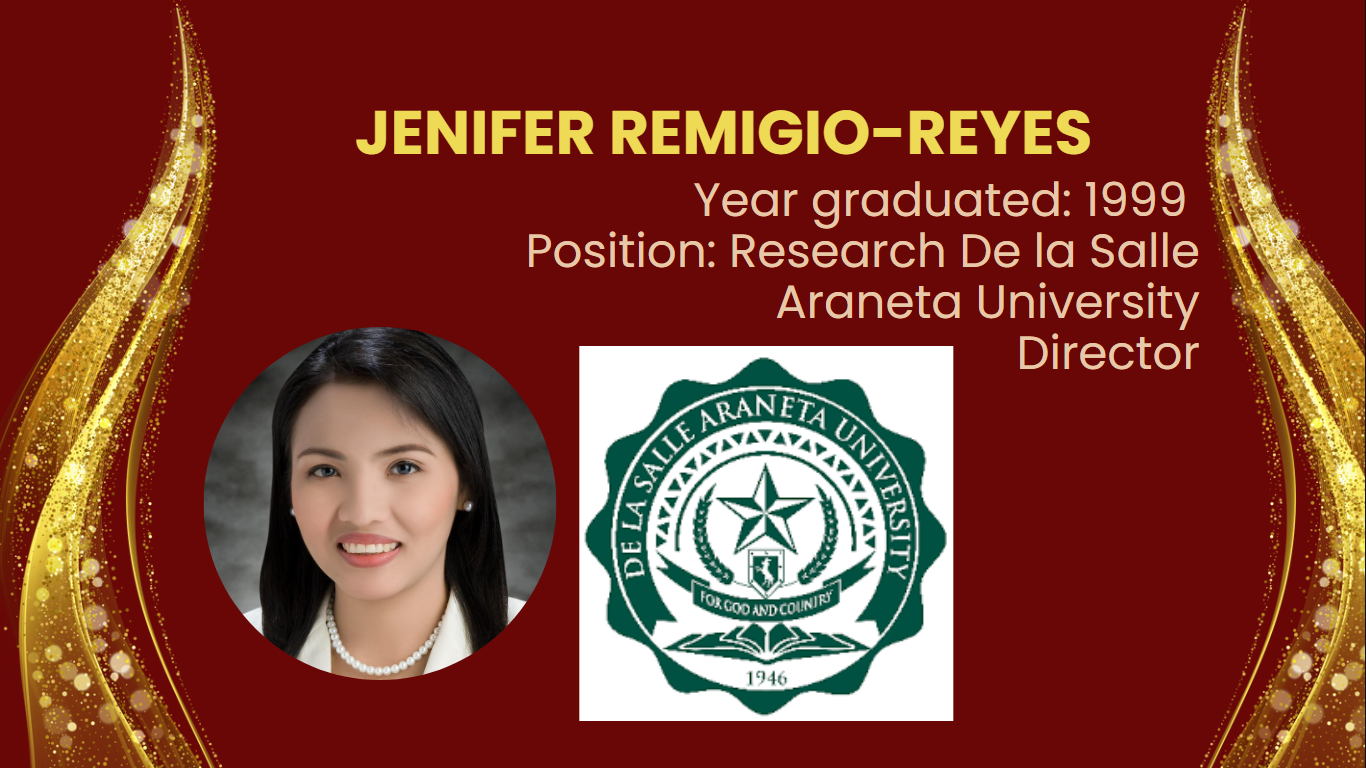 JENIFER REMIGIO-REYES
Year graduated: 1999
Position: Research De la Salle
Araneta University
Director
DE LA SALLE ARANETA UNIVERSITY
FOR GOD AND COUNTRY
1946